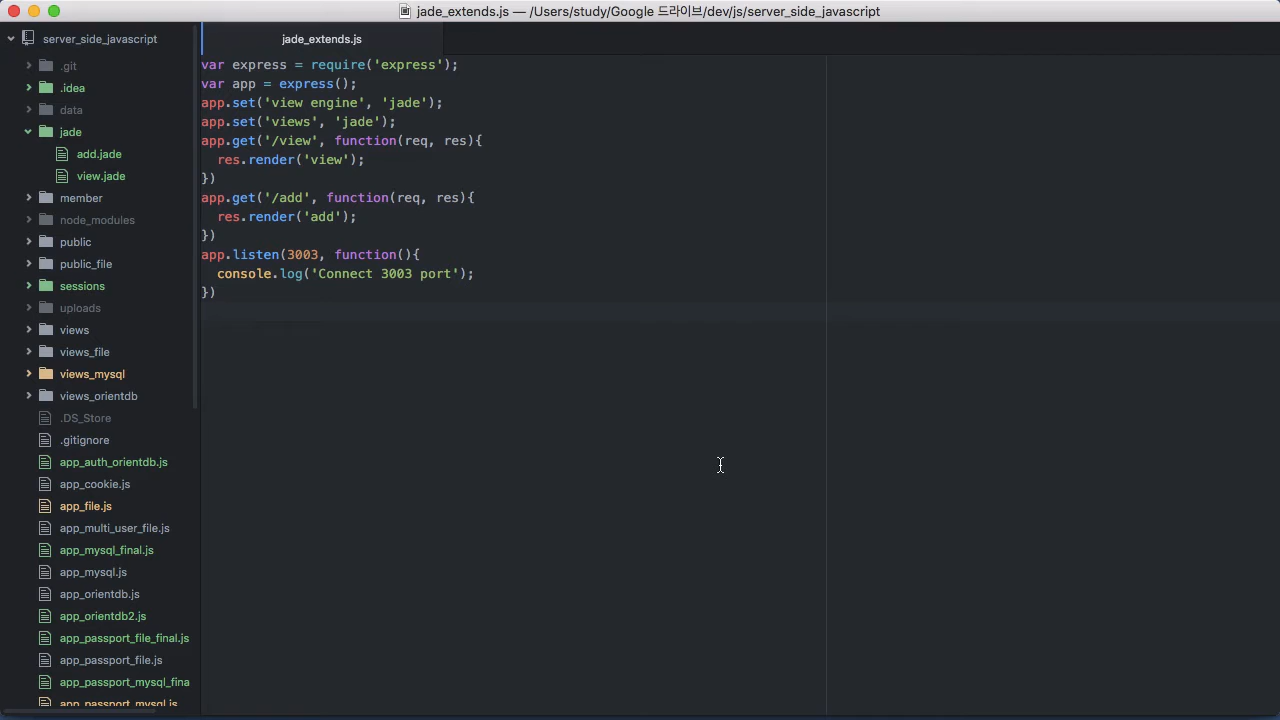 jade_extends.js — /Users/study/Google 드라이브/dev/js/server_side_javascript
server_side_javascript
.git
.idea
data
jade
add.jade
view.jade
member
node_modules
public
public_file
sessions
uploads
views
views_file
views_mysql
views_orientdb
.DS_Store
.gitignore
app_auth_orientdb.js
app_cookie.js
app_file.js
app_multi_user_file.js
app_mysql_final.js
app_mysql.js
app_orientdb.js
app_orientdb2.js
app_passport_file_final.js
app_passport_file.js
app_passport_mysql_fina
app_passport_mysql.js
jade_extends.js
var express = require('express');
var app = express();
app.set('view engine', 'jade');
app.set('views', 'jade');
app.get('/view', function(req, res){
  res.render('view');
})
app.get('/add', function(req, res){
  res.render('add');
})
app.listen(3003, function(){
  console.log('Connect 3003 port');
})